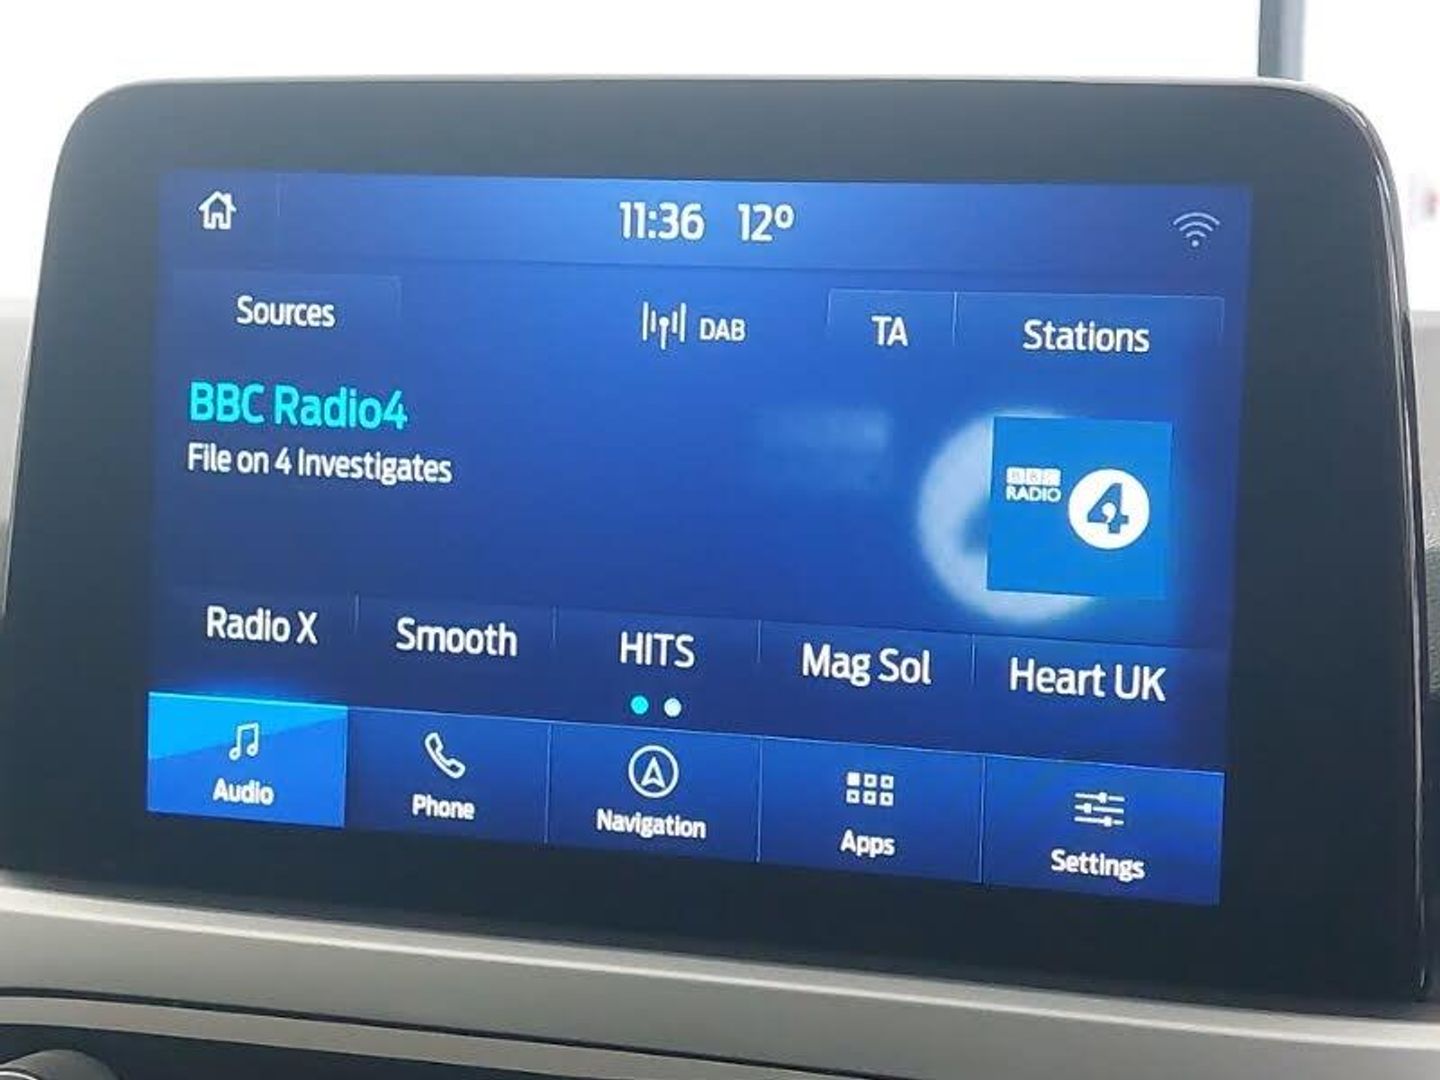 11:36 12º
Sources DAB TA Stations
BBC Radio4
File on 4 Investigates
BBC
RADIO 4
Radio X Smooth HITS Mag Sol Heart UK
Audio Phone Navigation Apps Settings